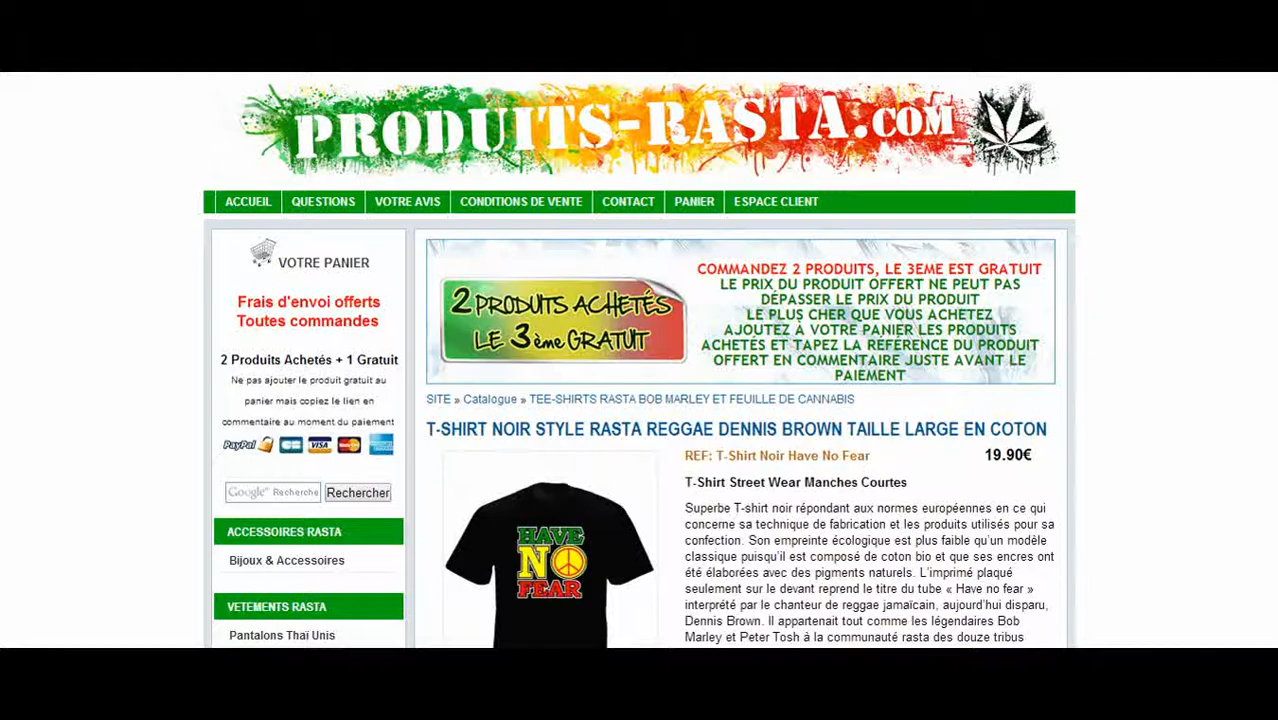 PRODUITS-RASTA.COM
ACCUEIL QUESTIONS VOTRE AVIS CONDITIONS DE VENTE CONTACT PANIER ESPACE CLIENT
VOTRE PANIER
Frais d'envoi offerts
Toutes commandes
2 Produits Achetés + 1 Gratuit
Ne pas ajouter le produit gratuit au
panier mais copiez le lien en
commentaire au moment du paiement
PayPal CB VISA MasterCard
Google™ Recherche Rechercher
ACCESSOIRES RASTA
Bijoux & Accessoires
VETEMENTS RASTA
Pantalons Thaï Unis
2 PRODUITS ACHETÉS
LE 3ème GRATUIT
COMMANDEZ 2 PRODUITS, LE 3EME EST GRATUIT
LE PRIX DU PRODUIT OFFERT NE PEUT PAS
DÉPASSER LE PRIX DU PRODUIT
LE PLUS CHER QUE VOUS ACHETEZ
AJOUTEZ À VOTRE PANIER LES PRODUITS
ACHETÉS ET TAPEZ LA RÉFÉRENCE DU PRODUIT
OFFERT EN COMMENTAIRE JUSTE AVANT LE
PAIEMENT
SITE » Catalogue » TEE-SHIRTS RASTA BOB MARLEY ET FEUILLE DE CANNABIS
T-SHIRT NOIR STYLE RASTA REGGAE DENNIS BROWN TAILLE LARGE EN COTON
HAVE
NO
FEAR
REF: T-Shirt Noir Have No Fear 19.90€
T-Shirt Street Wear Manches Courtes
Superbe T-shirt noir répondant aux normes européennes en ce qui
concerne sa technique de fabrication et les produits utilisés pour sa
confection. Son empreinte écologique est plus faible qu'un modèle
classique puisqu'il est composé de coton bio et que ses encres ont
été élaborées avec des pigments naturels. L'imprimé plaqué
seulement sur le devant reprend le titre du tube « Have no fear »
interprété par le chanteur de reggae jamaïcain, aujourd'hui disparu,
Dennis Brown. Il appartenait tout comme les légendaires Bob
Marley et Peter Tosh à la communauté rasta des douze tribus